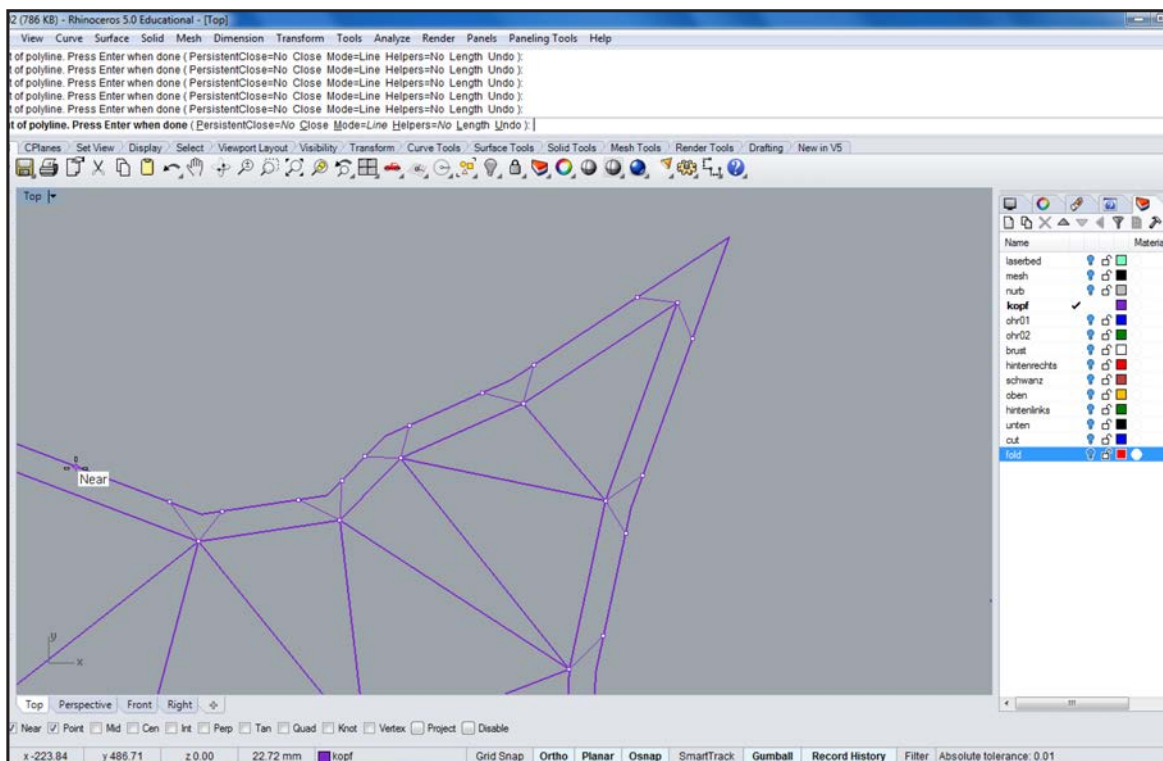 02 (786 KB) - Rhinoceros 5.0 Educational - [Top]
View Curve Surface Solid Mesh Dimension Transform Tools Analyze Render Panels Paneling Tools Help
t of polyline. Press Enter when done ( PersistentClose=No Close Mode=Line Helpers=No Length Undo ):
t of polyline. Press Enter when done ( PersistentClose=No Close Mode=Line Helpers=No Length Undo ):
t of polyline. Press Enter when done ( PersistentClose=No Close Mode=Line Helpers=No Length Undo ):
t of polyline. Press Enter when done ( PersistentClose=No Close Mode=Line Helpers=No Length Undo ):
t of polyline. Press Enter when done ( PersistentClose=No Close Mode=Line Helpers=No Length Undo ):
t of polyline. Press Enter when done ( PersistentClose=No Close Mode=Line Helpers=No Length Undo ):
CPlanes Set View Display Select Viewport Layout Visibility Transform Curve Tools Surface Tools Solid Tools Mesh Tools Render Tools Drafting New in V5
Top
Name Materia
laserbed
mesh
nurb
kopf
ohr01
ohr02
brust
hintenrechts
schwanz
oben
hintenlinks
unten
cut
fold
Near
y
x
Top Perspective Front Right
Near Point Mid Cen Int Perp Tan Quad Knot Vertex Project Disable
x -223.84 y 486.71 z 0.00 22.72 mm kopf Grid Snap Ortho Planar Osnap SmartTrack Gumball Record History Filter Absolute tolerance: 0.01